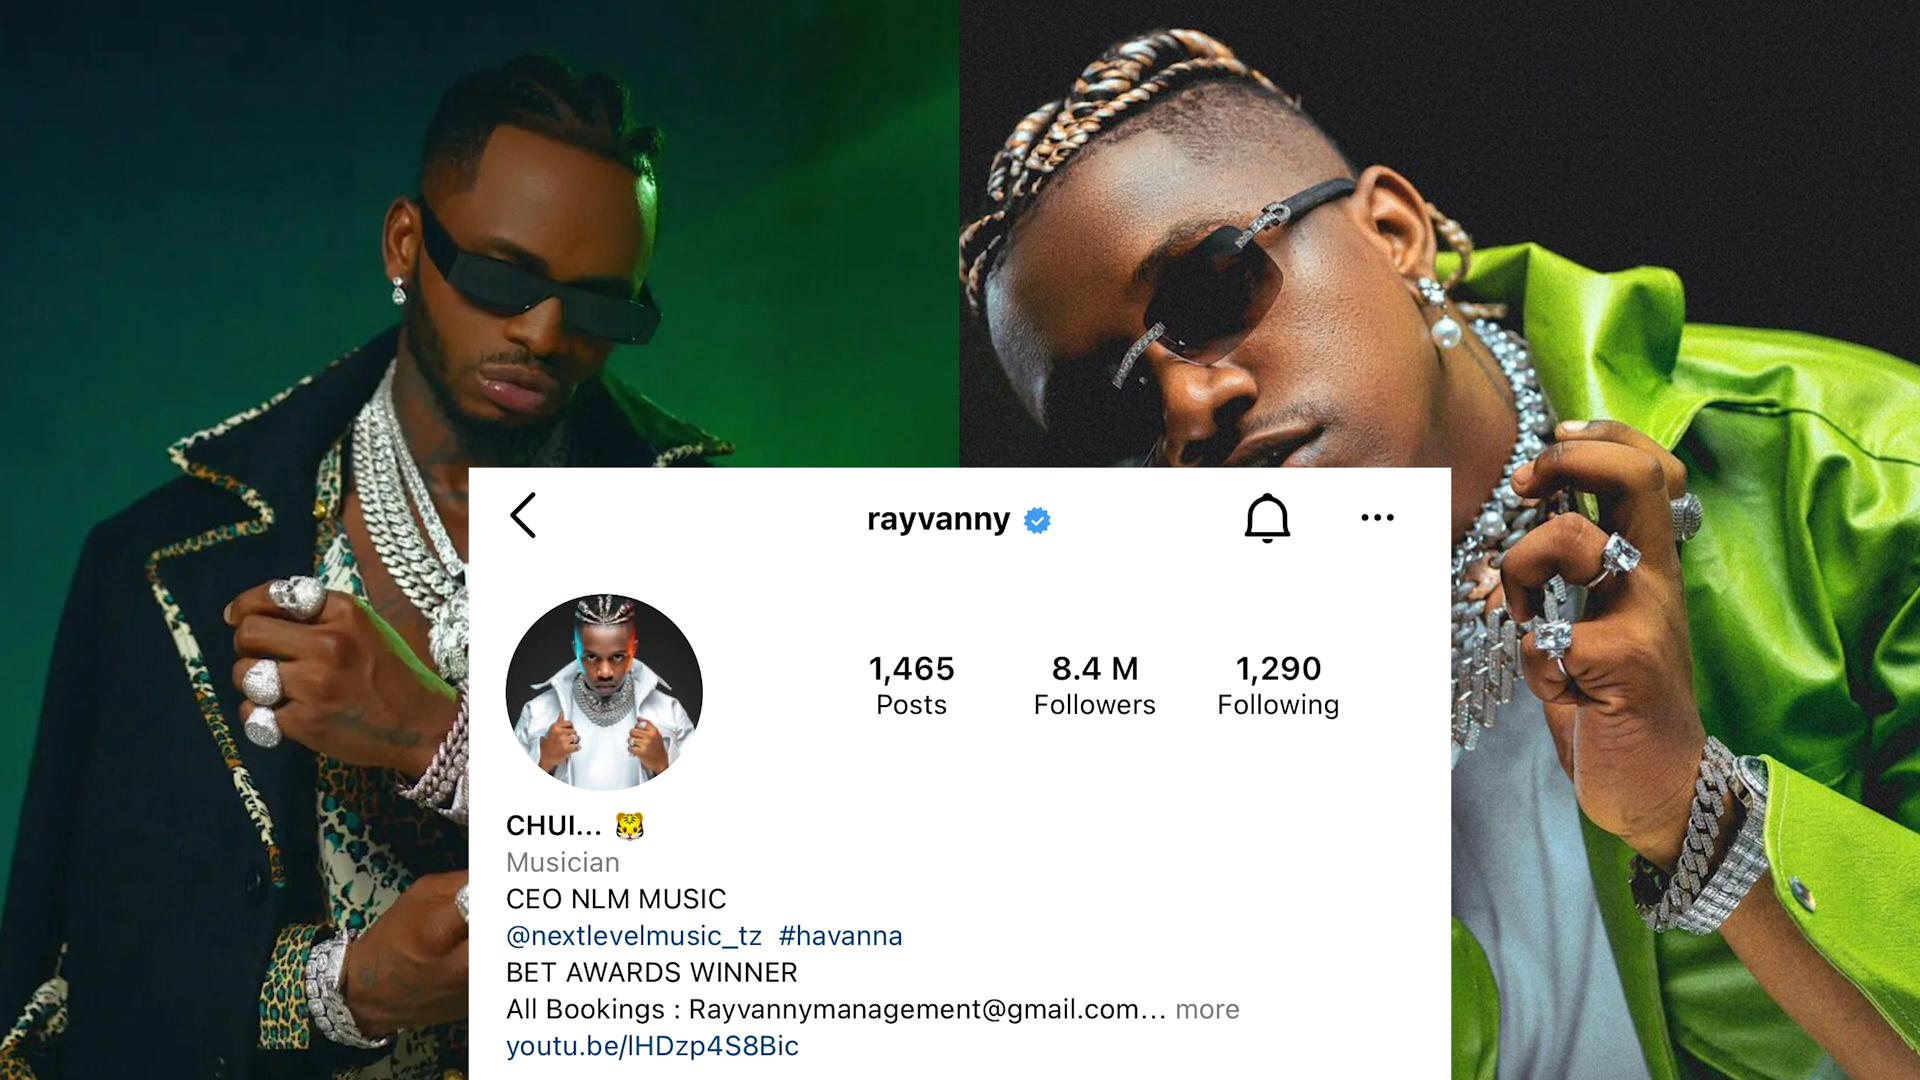 rayvanny
1,465 8.4 M 1,290
Posts Followers Following
CHUI... 🐯
Musician
CEO NLM MUSIC
@nextlevelmusic_tz #havanna
BET AWARDS WINNER
All Bookings : Rayvannymanagement@gmail.com... more
youtu.be/lHDzp4S8Bic